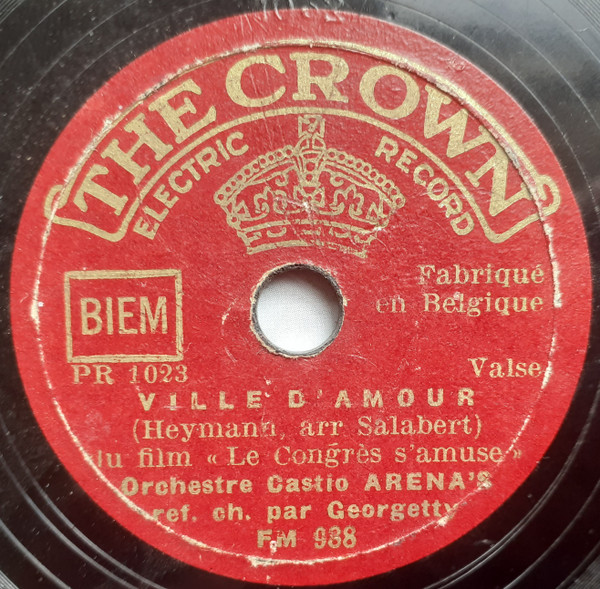 THE CROWN
ELECTRIC RECORD
Fabriqué
en Belgique
BIEM
PR 1023
Valse
VILLE D'AMOUR
(Heymann, arr Salabert)
du film « Le Congrès s'amuse »
Orchestre Castio ARENA'S
ref. ch. par Georgetty
FM 938